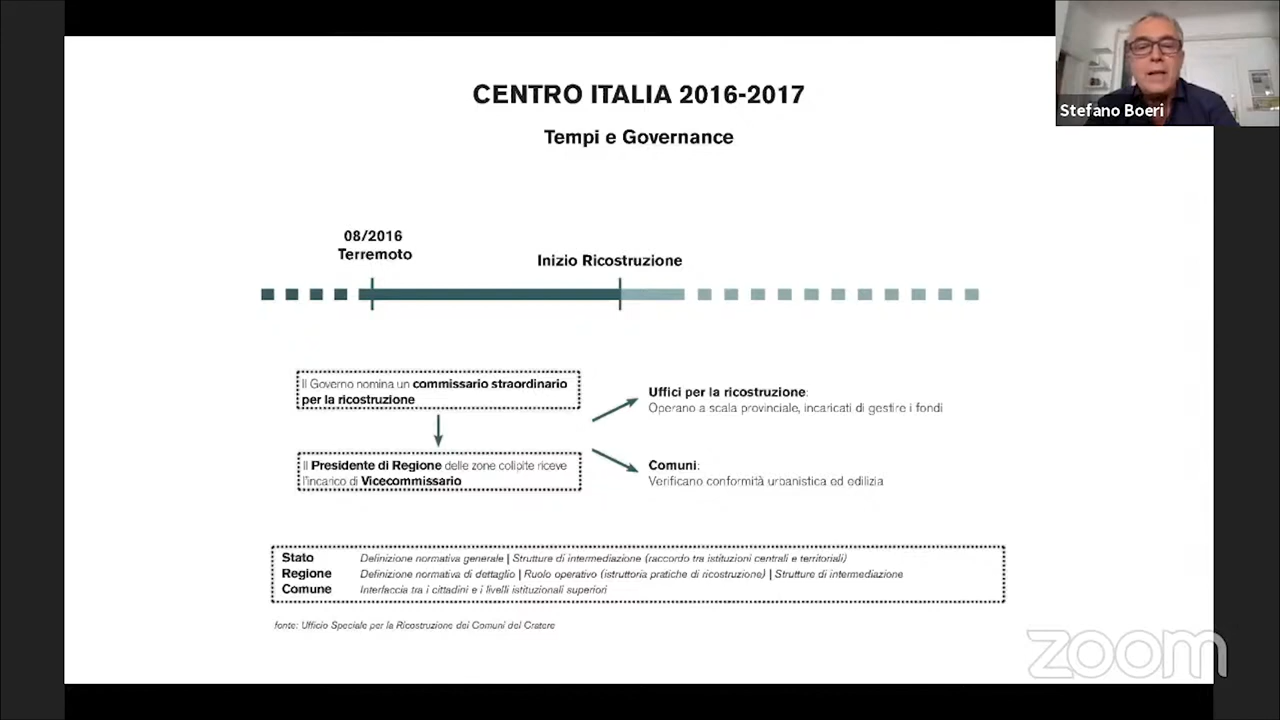 CENTRO ITALIA 2016-2017
Tempi e Governance
Stefano Boeri
08/2016
Terremoto
Inizio Ricostruzione
Il Governo nomina un commissario straordinario
per la ricostruzione
Il Presidente di Regione delle zone colipite riceve
l'incarico di Vicecommissario
Uffici per la ricostruzione:
Operano a scala provinciale, incaricati di gestire i fondi
Comuni:
Verificano conformità urbanistica ed edilizia
Stato Definizione normativa generale | Strutture di intermediazione (raccordo tra istituzioni centrali e territoriali)
Regione Definizione normativa di dettaglio | Ruolo operativo (istruttoria pratiche di ricostruzione) | Strutture di intermediazione
Comune Interfaccia tra i cittadini e i livelli istituzionali superiori
fonte: Ufficio Speciale per la Ricostruzione dei Comuni del Cratere
zoom